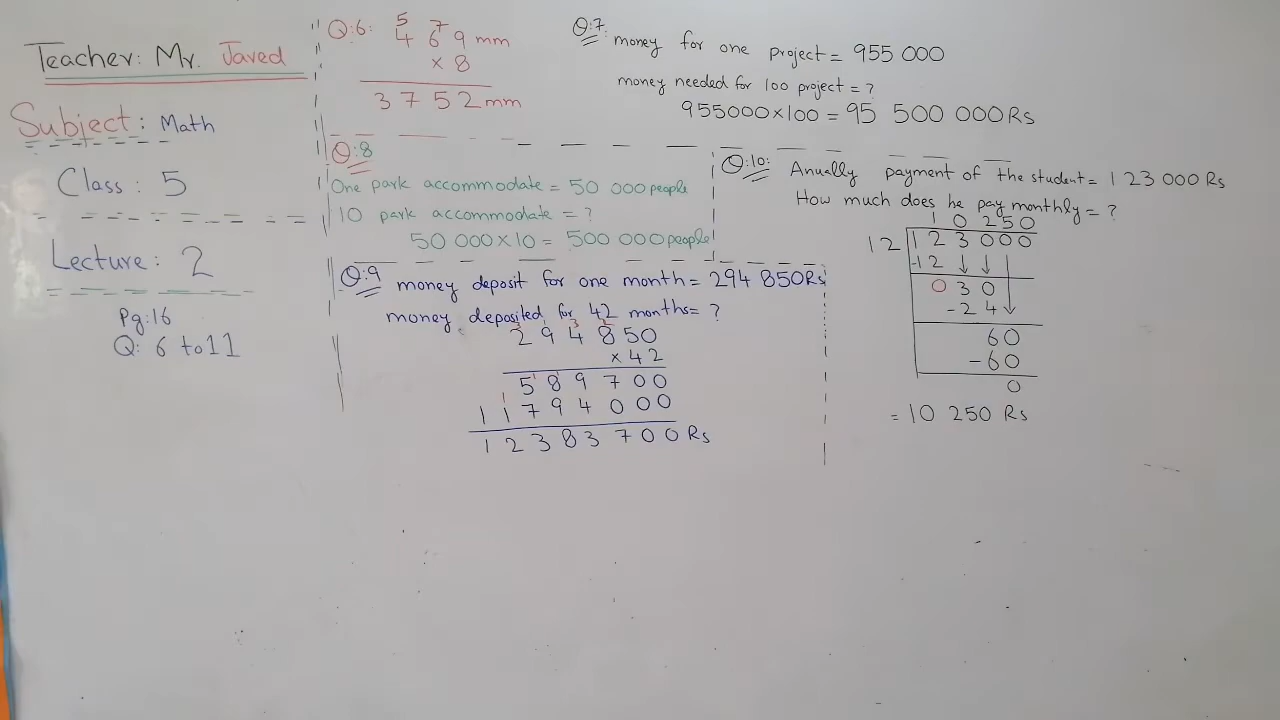 Teacher: Mr. Javed
Subject: Math
Class: 5
Lecture: 2
Pg:16
Q: 6 to 11
Q:6:
5 7
4 6 9 mm
× 8
3 7 5 2 mm
Q:7:
money for one project = 955 000
money needed for 100 project = ?
955000×100 = 95 500 000 Rs
Q:8
One park accommodate = 50 000 people
10 park accommodate = ?
50 000×10 = 500 000 people
Q:9
money deposit for one month = 294 850Rs
money deposited for 42 months= ?
2 9 4 8 5 0
× 4 2
5 8 9 7 0 0
1 1 7 9 4 0 0 0
1 2 3 8 3 7 0 0 Rs
Q:10:
Anually payment of the student= 123 000 Rs
How much does he pay monthly = ?
1 0 2 5 0
12 1 2 3 0 0 0
-1 2
0 3 0
- 2 4
6 0
- 6 0
0
= 10 250 Rs